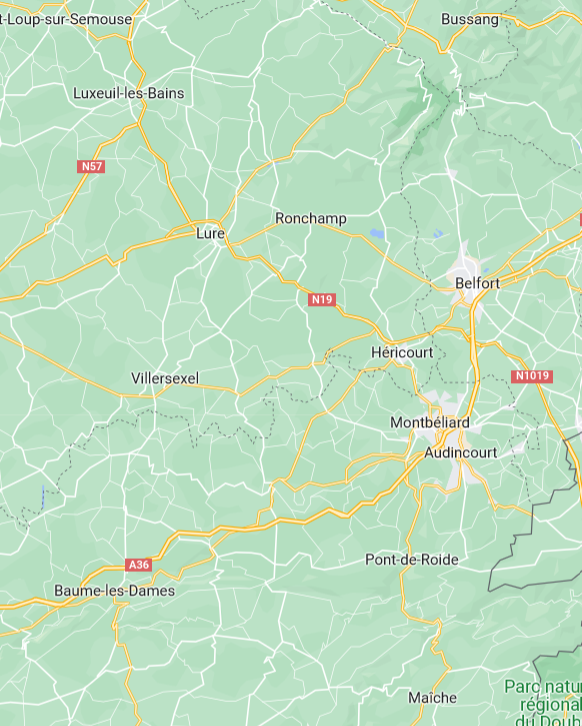 t-Loup-sur-Semouse
Bussang
Luxeuil-les-Bains
N57
Ronchamp
Lure
Belfort
N19
Héricourt
Villersexel
N1019
Montbéliard
Audincourt
Pont-de-Roide
A36
Baume-les-Dames
Maîche
Parc natu
régiona
du Doub